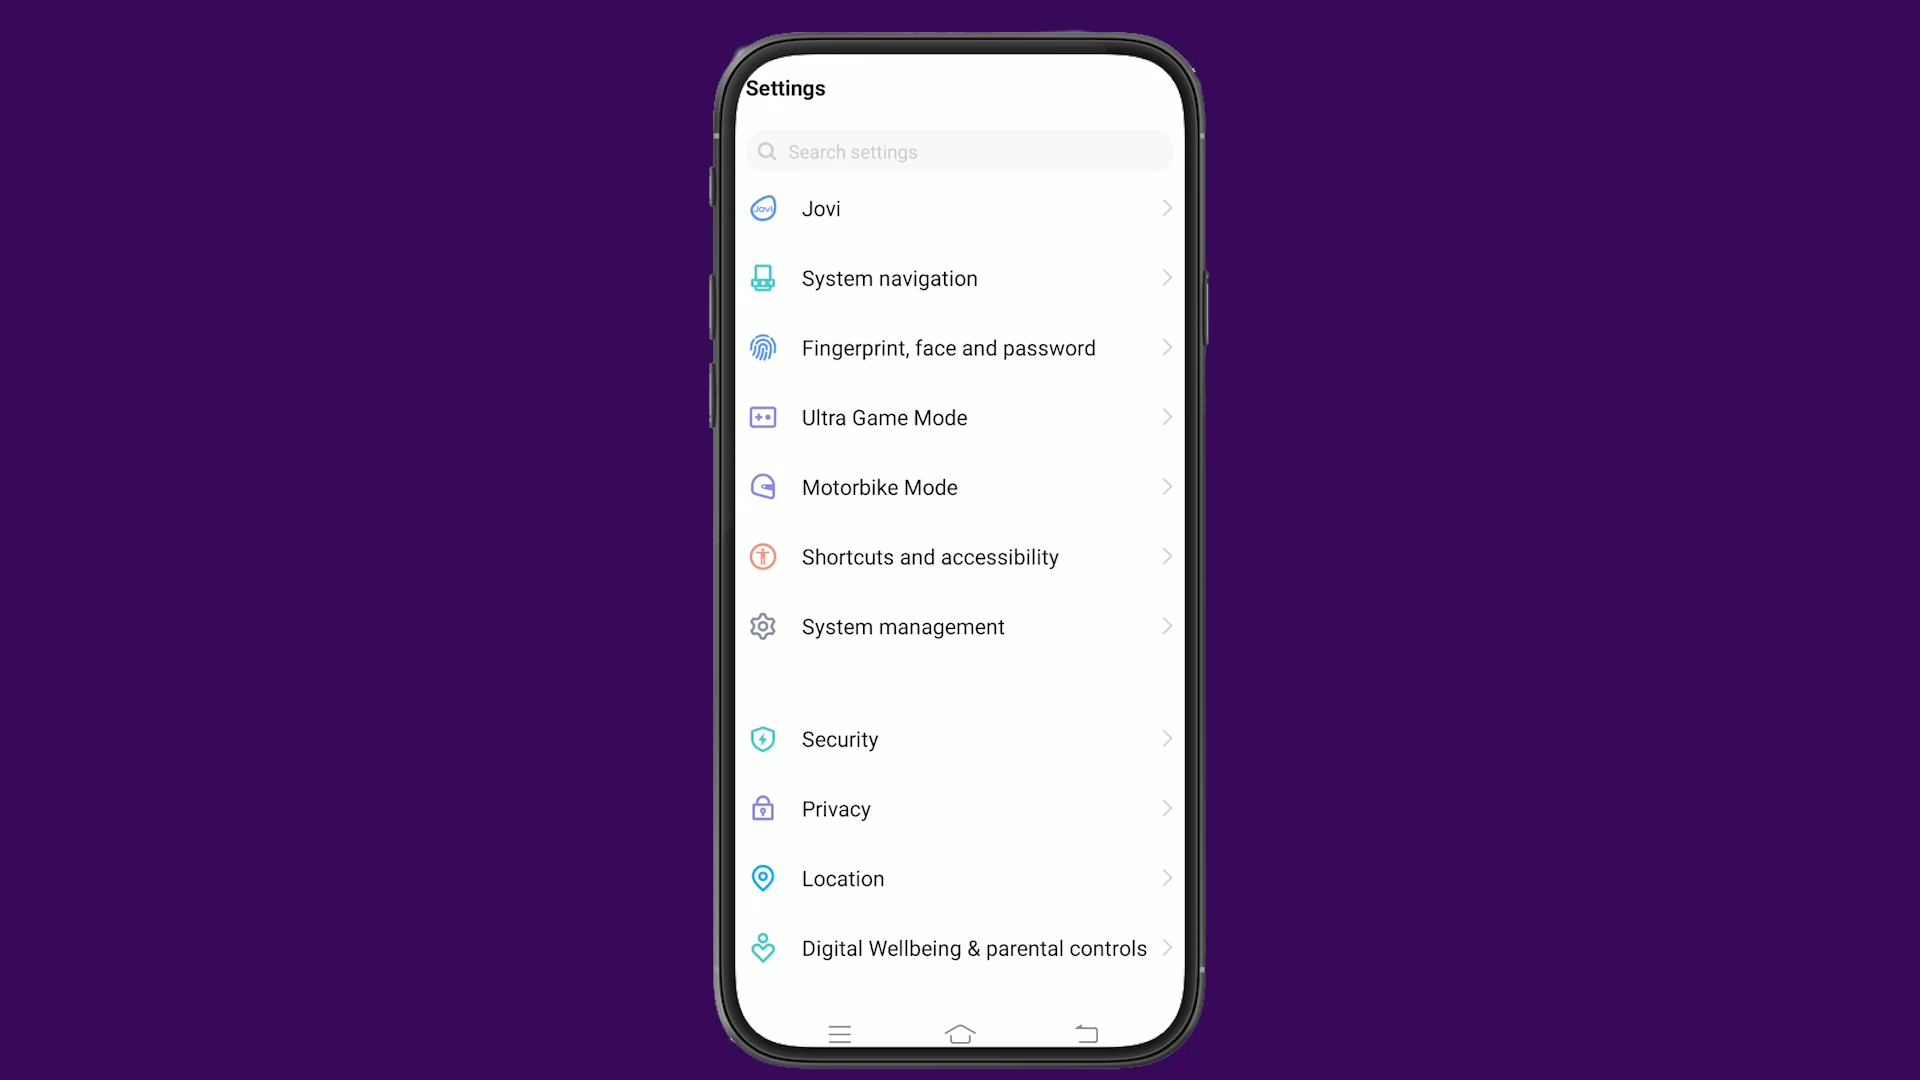 Settings
Search settings
Jovi
Jovi
System navigation
Fingerprint, face and password
Ultra Game Mode
Motorbike Mode
Shortcuts and accessibility
System management
Security
Privacy
Location
Digital Wellbeing & parental controls